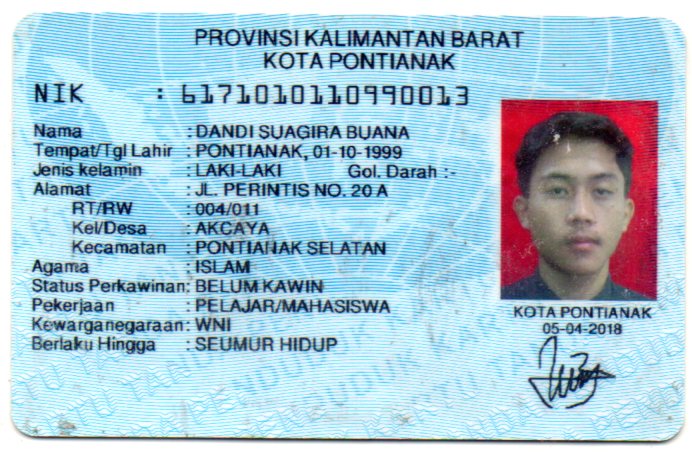 PROVINSI KALIMANTAN BARAT
KOTA PONTIANAK
NIK : 6171010110990013
Nama : DANDI SUAGIRA BUANA
Tempat/Tgl Lahir : PONTIANAK, 01-10-1999
Jenis kelamin : LAKI-LAKI Gol. Darah :-
Alamat : JL. PERINTIS NO. 20 A
RT/RW : 004/011
Kel/Desa : AKCAYA
Kecamatan : PONTIANAK SELATAN
Agama : ISLAM
Status Perkawinan: BELUM KAWIN
Pekerjaan : PELAJAR/MAHASISWA
Kewarganegaraan: WNI
Berlaku Hingga : SEUMUR HIDUP
KOTA PONTIANAK
05-04-2018